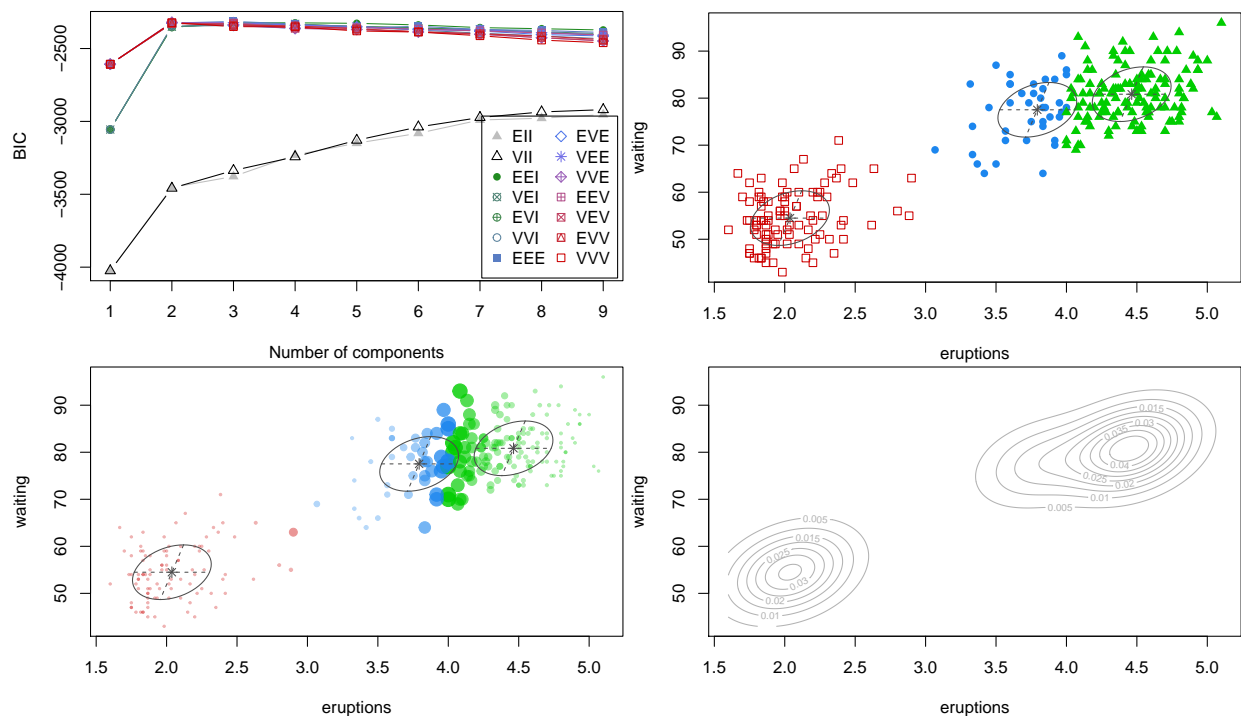 BIC
−2500
−3000
−3500
−4000
EII
VII
EEI
VEI
EVI
VVI
EEE
EVE
VEE
VVE
EEV
VEV
EVV
VVV
1 2 3 4 5 6 7 8 9
Number of components
waiting
90
80
70
60
50
1.5 2.0 2.5 3.0 3.5 4.0 4.5 5.0
eruptions
waiting
90
80
70
60
50
1.5 2.0 2.5 3.0 3.5 4.0 4.5 5.0
eruptions
waiting
90
80
70
60
50
0.015
0.03
0.035
0.04
0.025
0.02
0.01
0.005
0.005
0.015
0.025
0.03
0.02
0.01
1.5 2.0 2.5 3.0 3.5 4.0 4.5 5.0
eruptions